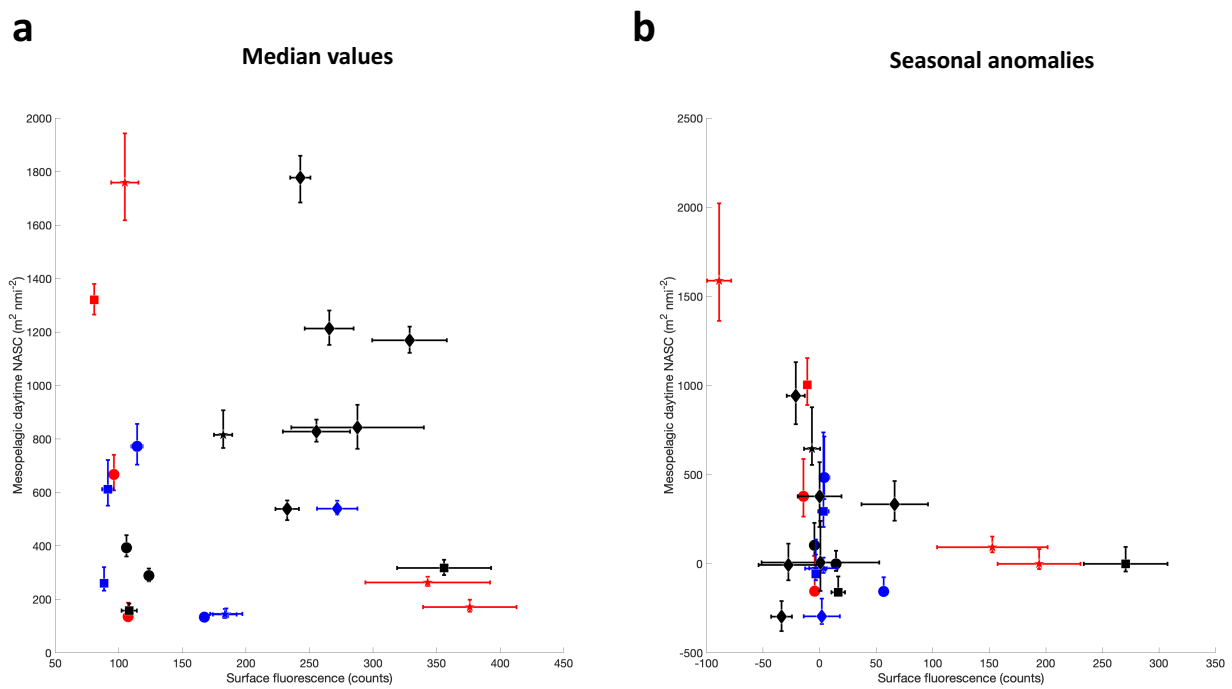 a
Median values
2000
1800
1600
1400
1200
1000
800
600
400
200
0
Mesopelagic daytime NASC (m² nmi⁻²)
50 100 150 200 250 300 350 400 450
Surface fluorescence (counts)
b
Seasonal anomalies
2500
2000
1500
1000
500
0
-500
Mesopelagic daytime NASC (m² nmi⁻²)
-100 -50 0 50 100 150 200 250 300 350
Surface fluorescence (counts)